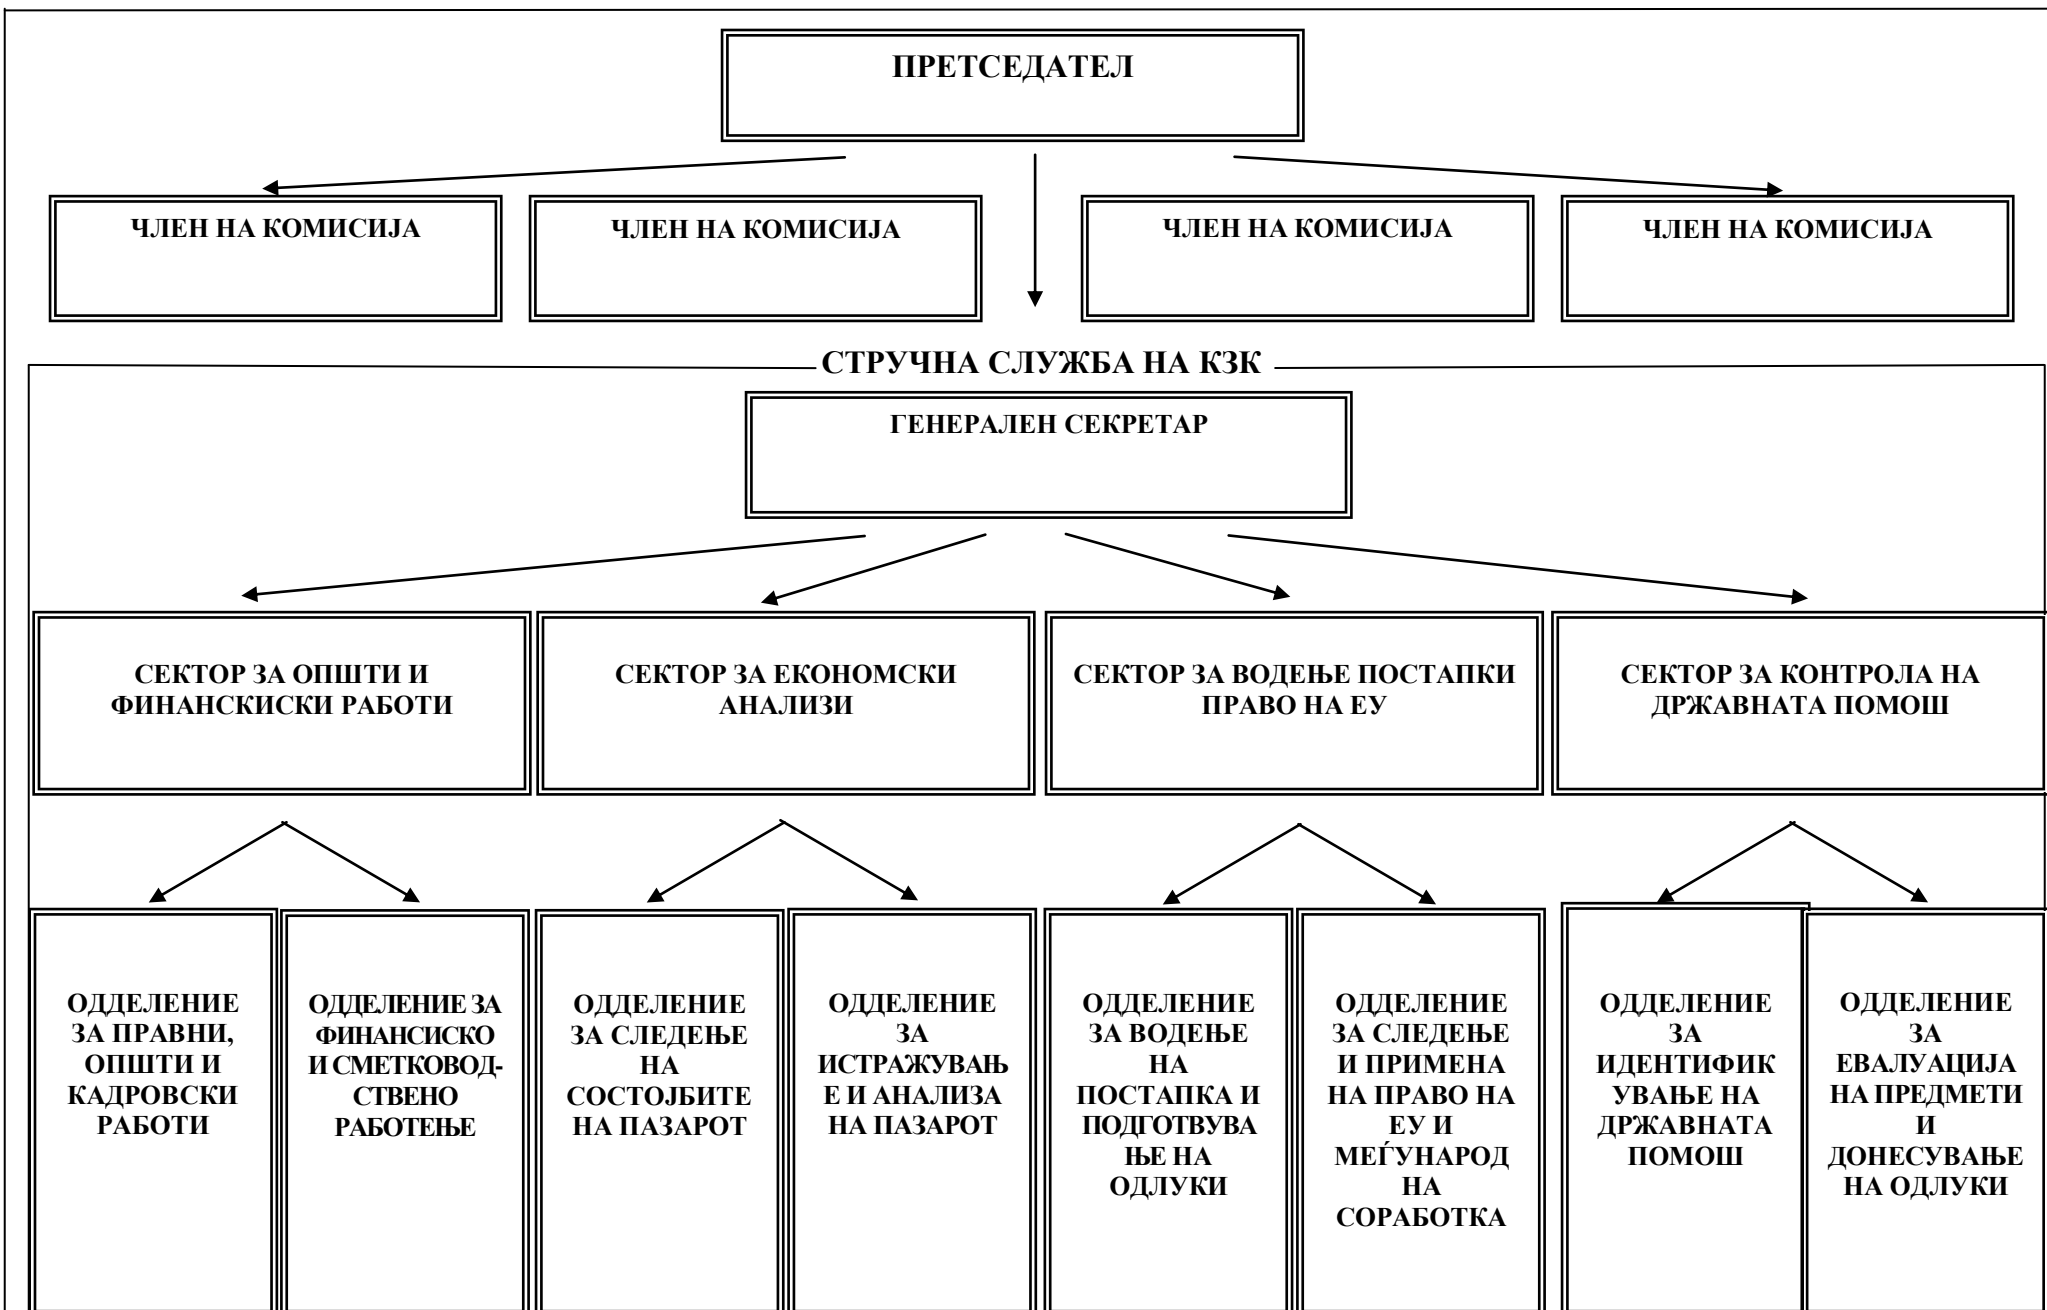 ПРЕТСЕДАТЕЛ
ЧЛЕН НА КОМИСИЈА
ЧЛЕН НА КОМИСИЈА
ЧЛЕН НА КОМИСИЈА
ЧЛЕН НА КОМИСИЈА
СТРУЧНА СЛУЖБА НА КЗК
ГЕНЕРАЛЕН СЕКРЕТАР
СЕКТОР ЗА ОПШТИ И
ФИНАНСКИСКИ РАБОТИ
СЕКТОР ЗА ЕКОНОМСКИ
АНАЛИЗИ
СЕКТОР ЗА ВОДЕЊЕ ПОСТАПКИ
ПРАВО НА ЕУ
СЕКТОР ЗА КОНТРОЛА НА
ДРЖАВНАТА ПОМОШ
ОДДЕЛЕНИЕ
ЗА ПРАВНИ,
ОПШТИ И
КАДРОВСКИ
РАБОТИ
ОДДЕЛЕНИЕ ЗА
ФИНАНСИСКО
И СМЕТКОВОД-
СТВЕНО
РАБОТЕЊЕ
ОДДЕЛЕНИЕ
ЗА СЛЕДЕЊЕ
НА
СОСТОЈБИТЕ
НА ПАЗАРОТ
ОДДЕЛЕНИЕ
ЗА
ИСТРАЖУВАЊ
Е И АНАЛИЗА
НА ПАЗАРОТ
ОДДЕЛЕНИЕ
ЗА ВОДЕЊЕ
НА
ПОСТАПКА И
ПОДГОТВУВА
ЊЕ НА
ОДЛУКИ
ОДДЕЛЕНИЕ
ЗА СЛЕДЕЊЕ
И ПРИМЕНА
НА ПРАВО НА
ЕУ И
МЕЃУНАРОД
НА
СОРАБОТКА
ОДДЕЛЕНИЕ
ЗА
ИДЕНТИФИК
УВАЊЕ НА
ДРЖАВНАТА
ПОМОШ
ОДДЕЛЕНИЕ
ЗА
ЕВАЛУАЦИЈА
НА ПРЕДМЕТИ
И
ДОНЕСУВАЊЕ
НА ОДЛУКИ